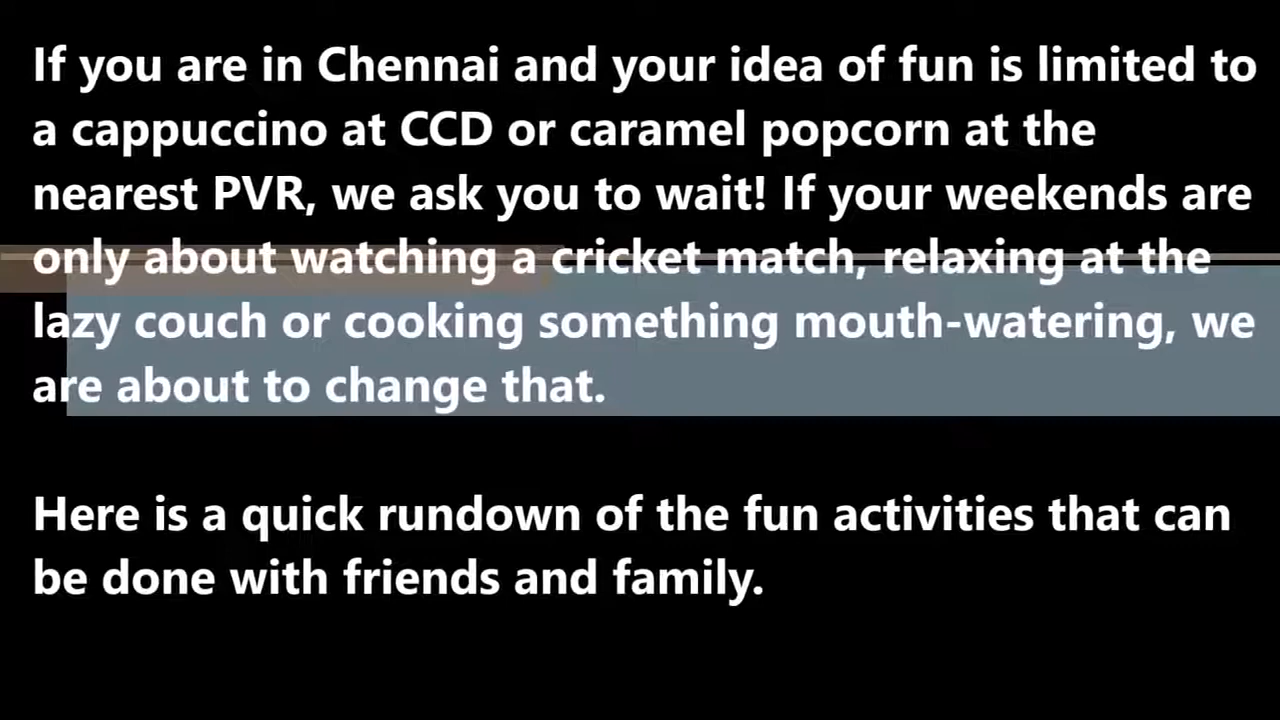 If you are in Chennai and your idea of fun is limited to
a cappuccino at CCD or caramel popcorn at the
nearest PVR, we ask you to wait! If your weekends are
only about watching a cricket match, relaxing at the
lazy couch or cooking something mouth-watering, we
are about to change that.
Here is a quick rundown of the fun activities that can
be done with friends and family.